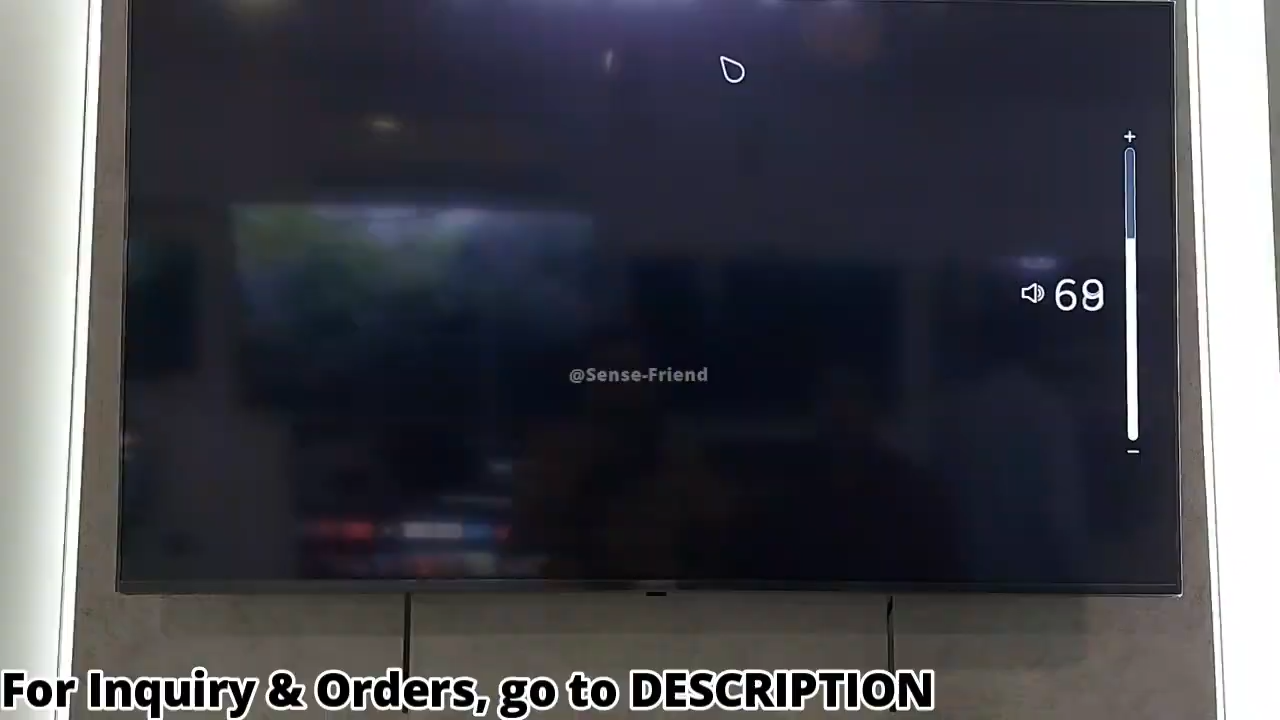 +
69
@Sense-Friend
−
For Inquiry & Orders, go to DESCRIPTION